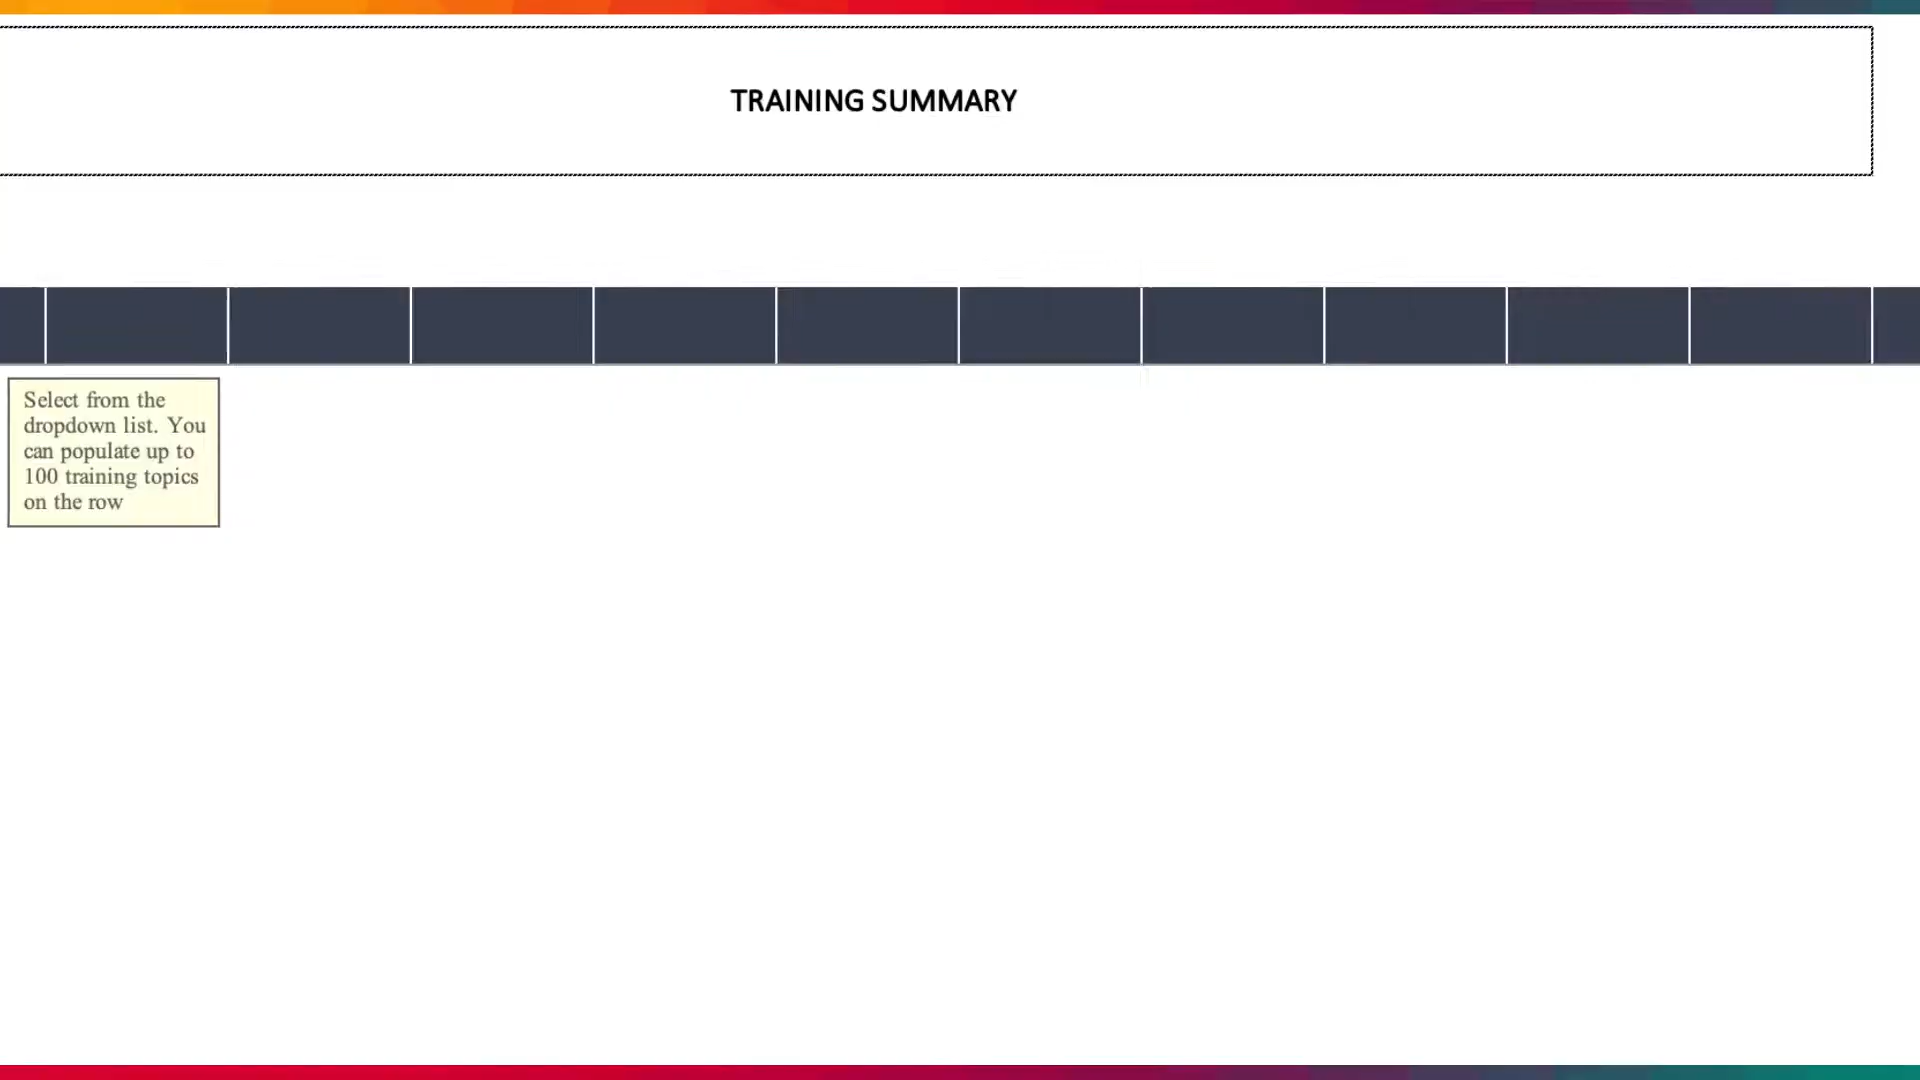 TRAINING SUMMARY
Select from the
dropdown list. You
can populate up to
100 training topics
on the row